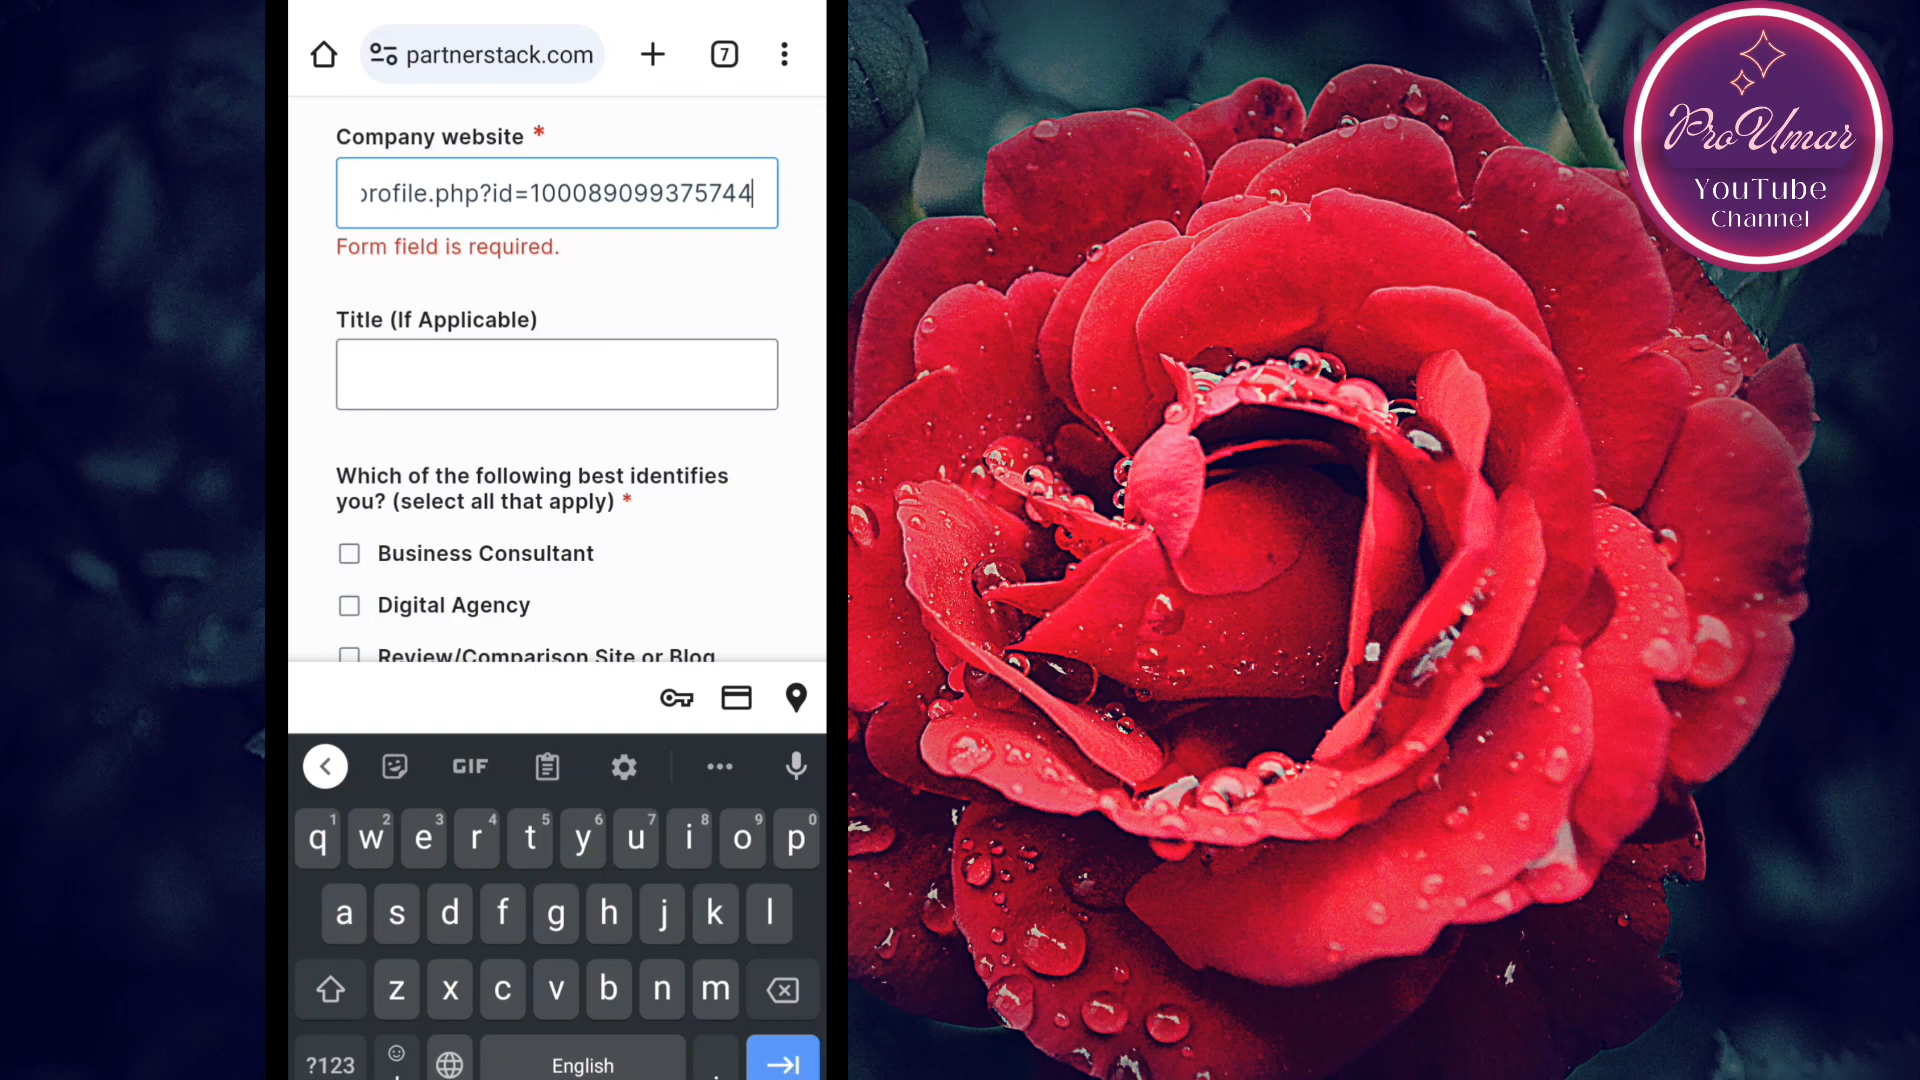 7
partnerstack.com
Company website *
profile.php?id=100089099375744
Form field is required.
Title (If Applicable)
Which of the following best identifies
you? (select all that apply) *
Business Consultant
Digital Agency
Review/Comparison Site or Blog
GIF
1 2 3 4 5 6 7 8 9 0
q w e r t y u i o p
a s d f g h j k l
z x c v b n m
?123 , English .
ProUmar
YouTube
Channel